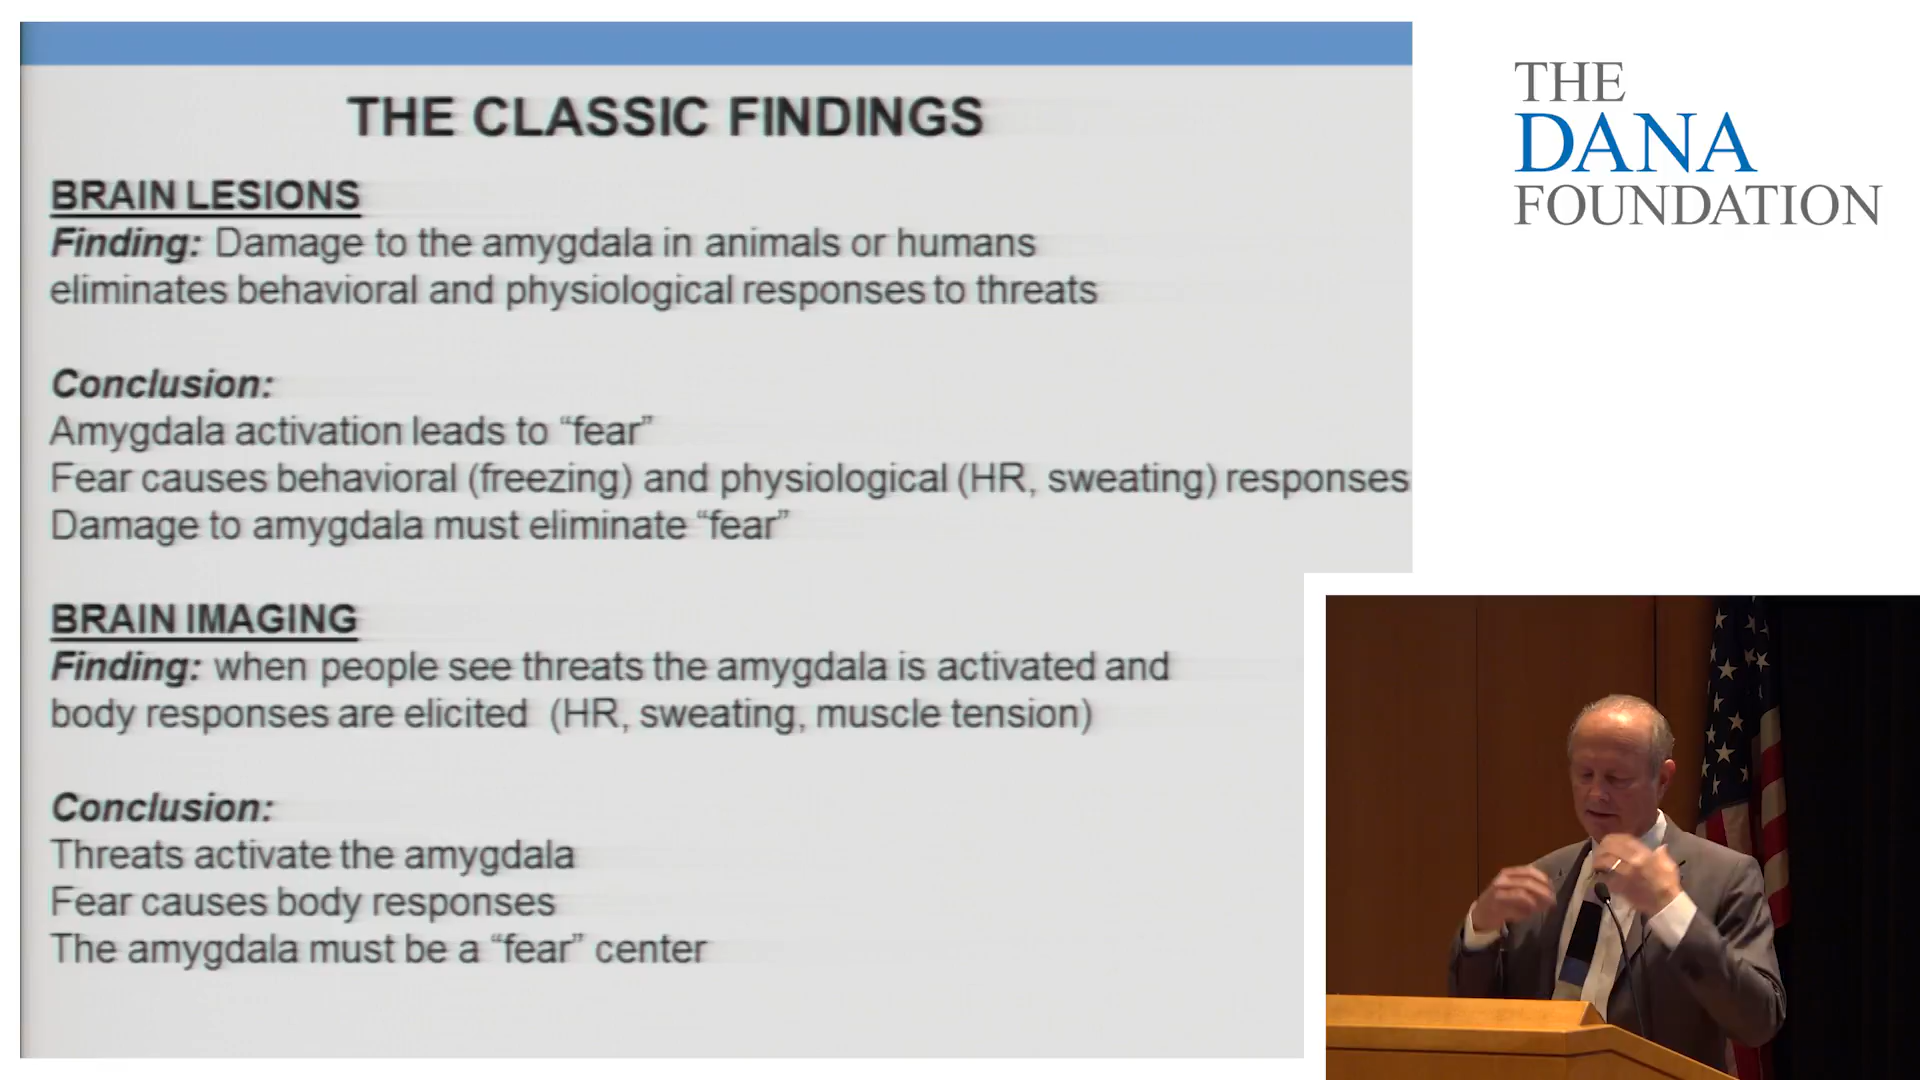 THE CLASSIC FINDINGS
BRAIN LESIONS
Finding: Damage to the amygdala in animals or humans
eliminates behavioral and physiological responses to threats
Conclusion:
Amygdala activation leads to “fear”
Fear causes behavioral (freezing) and physiological (HR, sweating) responses
Damage to amygdala must eliminate “fear”
BRAIN IMAGING
Finding: when people see threats the amygdala is activated and
body responses are elicited (HR, sweating, muscle tension)
Conclusion:
Threats activate the amygdala
Fear causes body responses
The amygdala must be a “fear” center
THE
DANA
FOUNDATION